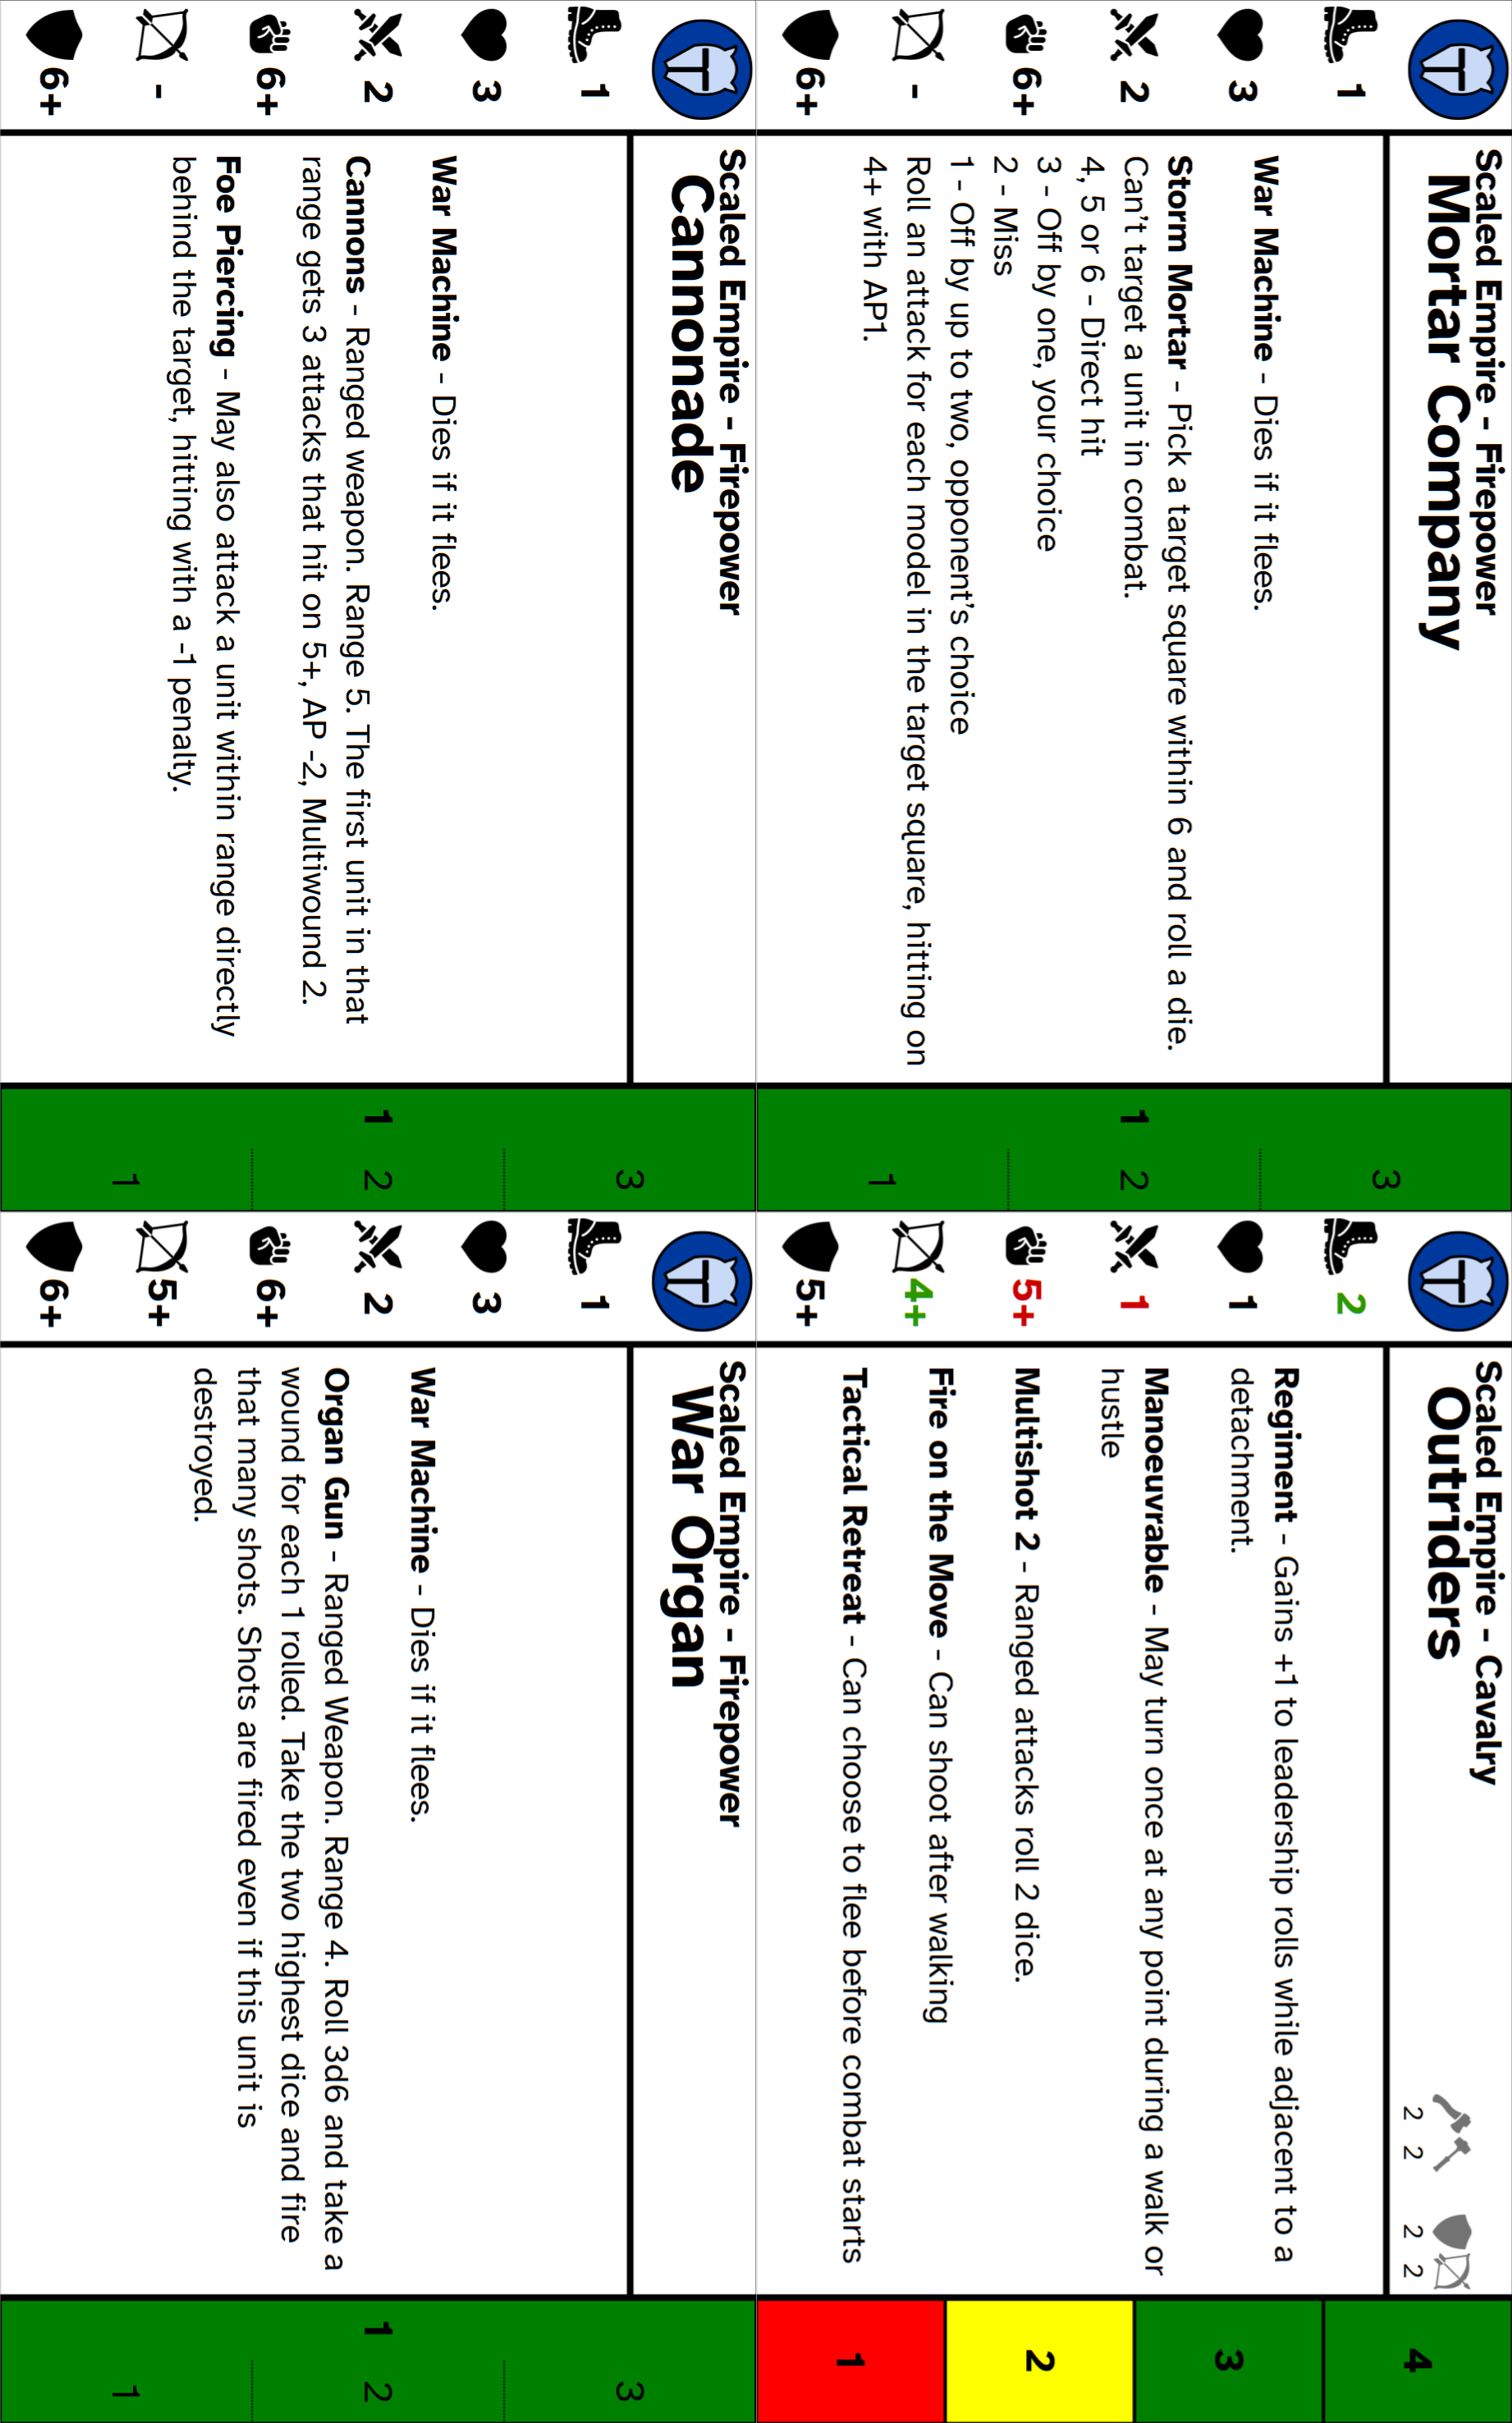 Scaled Empire - Firepower
Mortar Company
1
3
2
6+
-
6+
War Machine - Dies if it flees.
Storm Mortar - Pick a target square within 6 and roll a die.
Can't target a unit in combat.
4, 5 or 6 - Direct hit
3 - Off by one, your choice
2 - Miss
1 - Off by up to two, opponent's choice
Roll an attack for each model in the target square, hitting on
4+ with AP1.
1
3
2
1
Scaled Empire - Cavalry
Outriders
2 2 2 2
2
1
1
5+
4+
5+
Regiment - Gains +1 to leadership rolls while adjacent to a
detachment.
Manoeuvrable - May turn once at any point during a walk or
hustle
Multishot 2 - Ranged attacks roll 2 dice.
Fire on the Move - Can shoot after walking
Tactical Retreat - Can choose to flee before combat starts
4
3
2
1
Scaled Empire - Firepower
Cannonade
1
3
2
6+
-
6+
War Machine - Dies if it flees.
Cannons - Ranged weapon. Range 5. The first unit in that
range gets 3 attacks that hit on 5+, AP -2, Multiwound 2.
Foe Piercing - May also attack a unit within range directly
behind the target, hitting with a -1 penalty.
1
3
2
1
Scaled Empire - Firepower
War Organ
1
3
2
6+
5+
6+
War Machine - Dies if it flees.
Organ Gun - Ranged Weapon. Range 4. Roll 3d6 and take a
wound for each 1 rolled. Take the two highest dice and fire
that many shots. Shots are fired even if this unit is
destroyed.
1
3
2
1